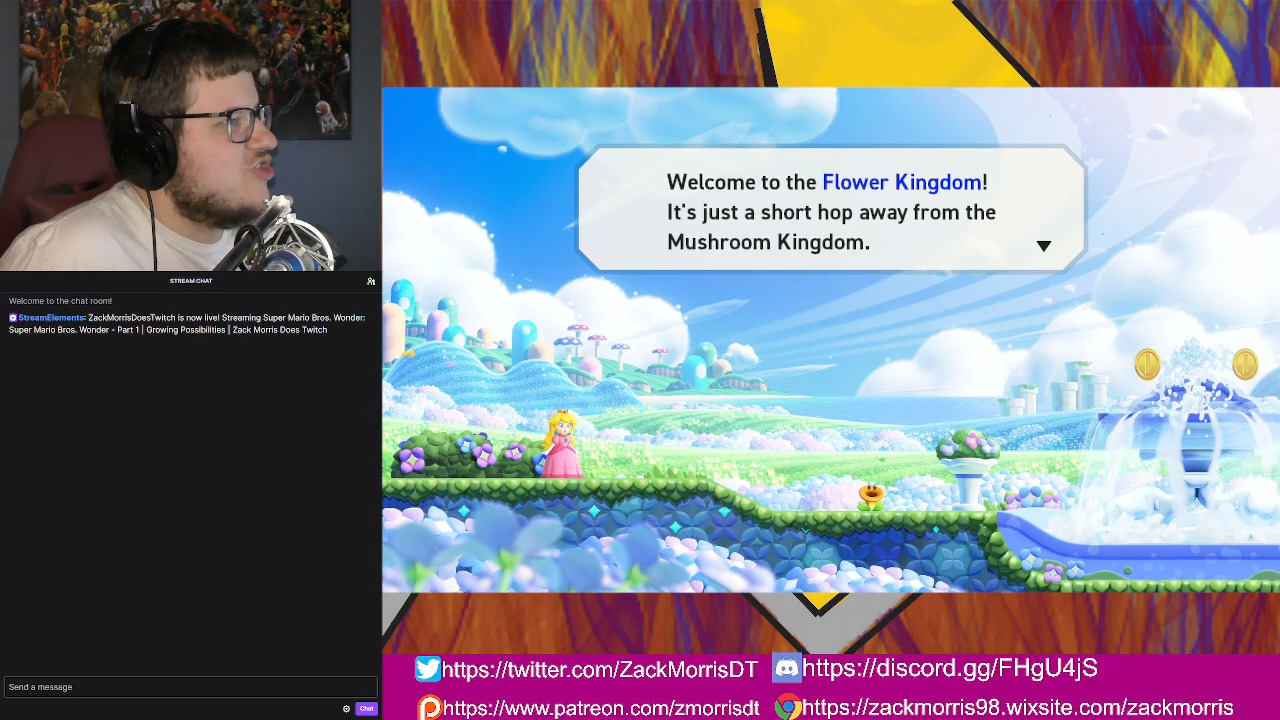 Welcome to the Flower Kingdom!
It's just a short hop away from the
Mushroom Kingdom.
STREAM CHAT
Welcome to the chat room!
StreamElements: ZackMorrisDoesTwitch is now live! Streaming Super Mario Bros. Wonder:
Super Mario Bros. Wonder - Part 1 | Growing Possibilities | Zack Morris Does Twitch
Send a message
Chat
https://twitter.com/ZackMorrisDT
https://discord.gg/FHgU4jS
https://www.patreon.com/zmorrisdt
https://zackmorris98.wixsite.com/zackmorris